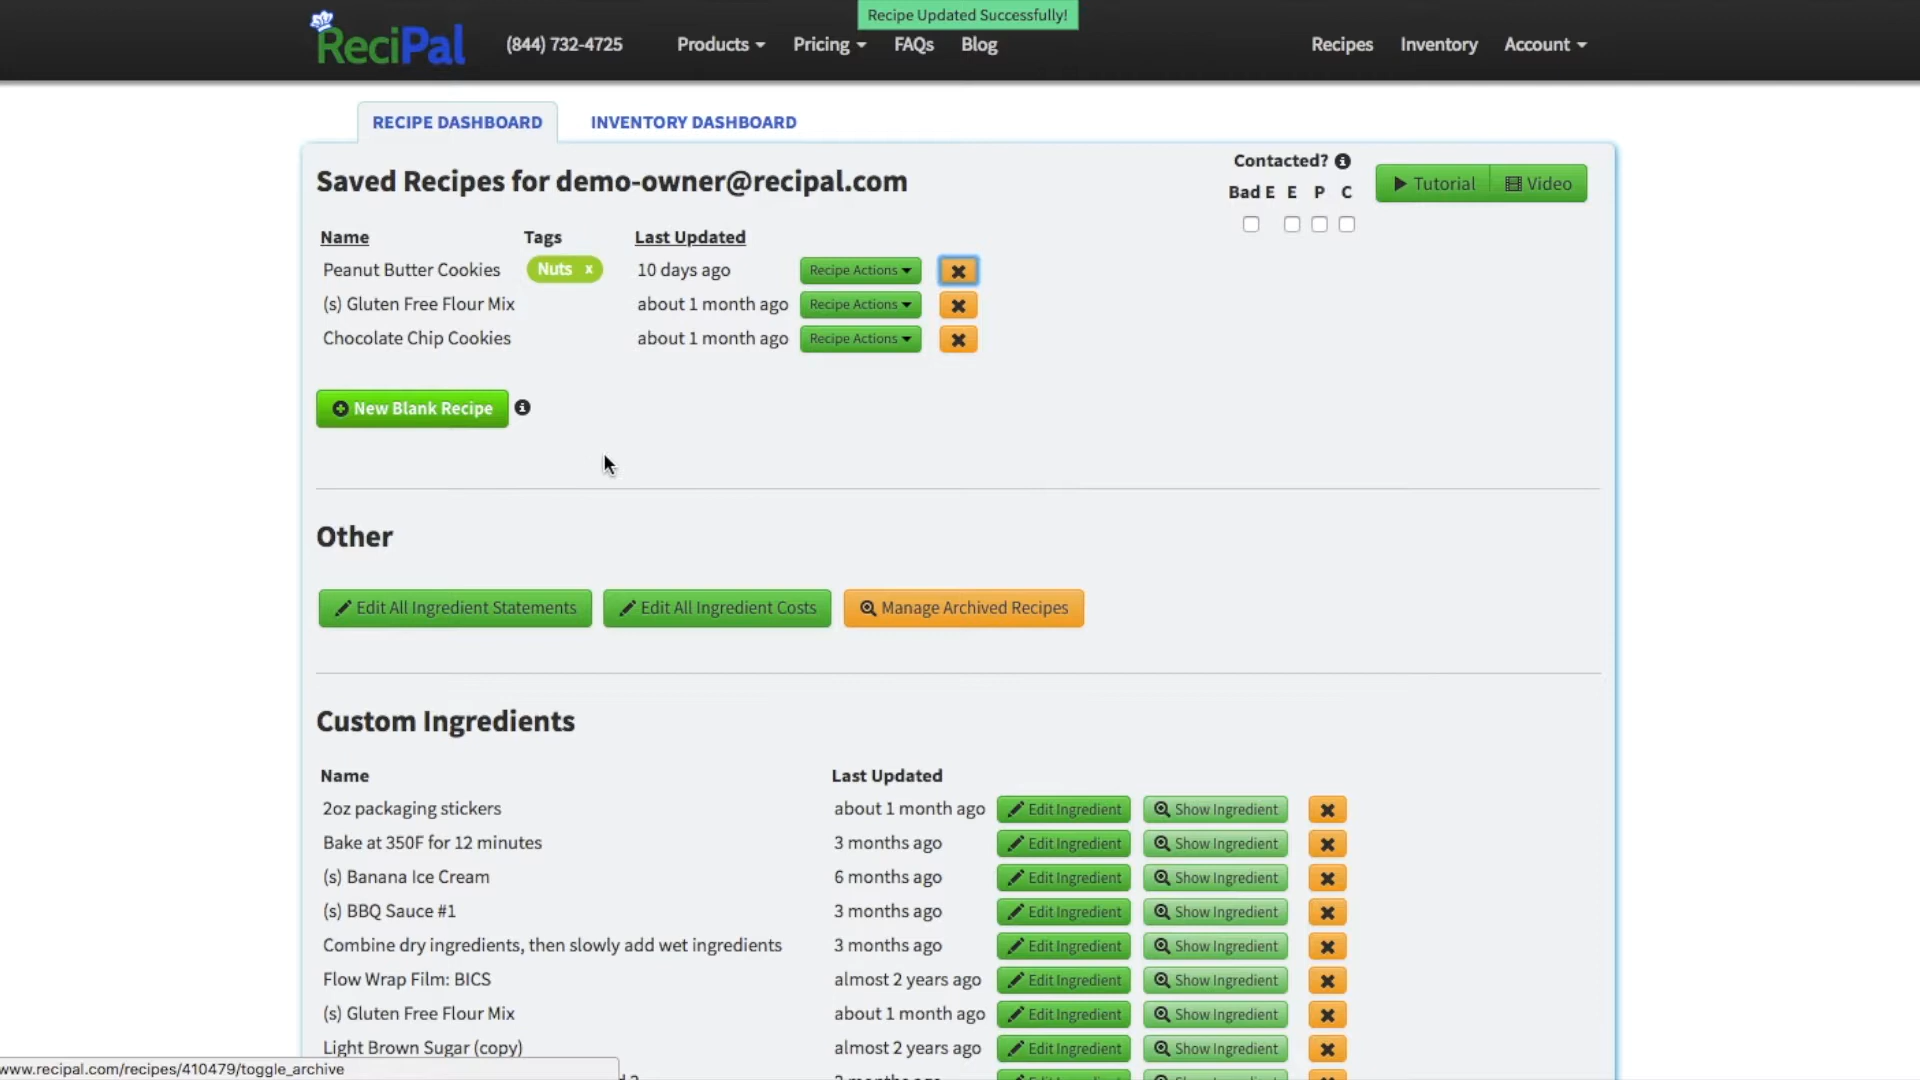 Recipe Updated Successfully!
ReciPal (844) 732-4725 Products Pricing FAQs Blog Recipes Inventory Account
RECIPE DASHBOARD INVENTORY DASHBOARD
Saved Recipes for demo-owner@recipal.com
Contacted?
Bad E E P C
Tutorial Video
Name Tags Last Updated
Peanut Butter Cookies Nuts x 10 days ago Recipe Actions
(s) Gluten Free Flour Mix about 1 month ago Recipe Actions
Chocolate Chip Cookies about 1 month ago Recipe Actions
New Blank Recipe
Other
Edit All Ingredient Statements Edit All Ingredient Costs Manage Archived Recipes
Custom Ingredients
Name Last Updated
2oz packaging stickers about 1 month ago Edit Ingredient Show Ingredient
Bake at 350F for 12 minutes 3 months ago Edit Ingredient Show Ingredient
(s) Banana Ice Cream 6 months ago Edit Ingredient Show Ingredient
(s) BBQ Sauce #1 3 months ago Edit Ingredient Show Ingredient
Combine dry ingredients, then slowly add wet ingredients 3 months ago Edit Ingredient Show Ingredient
Flow Wrap Film: BICS almost 2 years ago Edit Ingredient Show Ingredient
(s) Gluten Free Flour Mix about 1 month ago Edit Ingredient Show Ingredient
Light Brown Sugar (copy) almost 2 years ago Edit Ingredient Show Ingredient
www.recipal.com/recipes/410479/toggle_archive